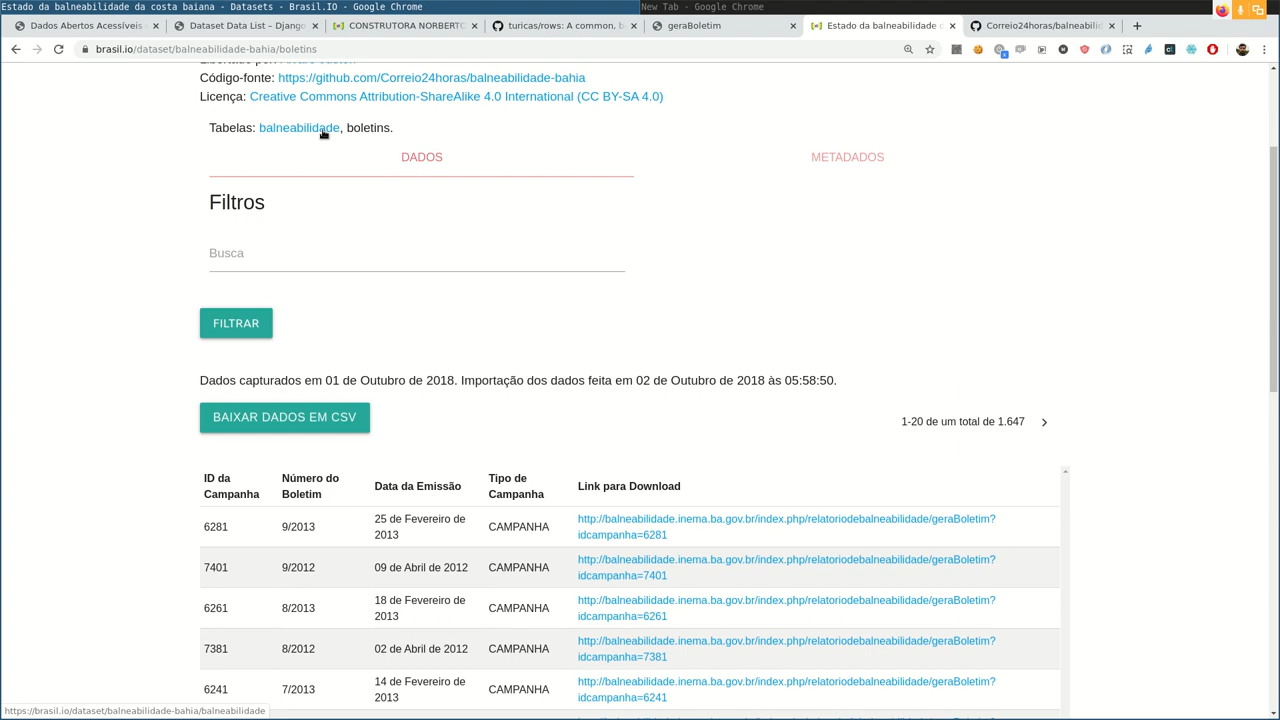 Estado da balneabilidade da costa baiana - Datasets - Brasil.IO - Google Chrome
New Tab - Google Chrome
Dados Abertos Acessíveis
Dataset Data List – Django
CONSTRUTORA NORBERTO
turicas/rows: A common, b
geraBoletim
Estado da balneabilidade d
Correio24horas/balneabili
brasil.io/dataset/balneabilidade-bahia/boletins
Código-fonte: https://github.com/Correio24horas/balneabilidade-bahia
Licença: Creative Commons Attribution-ShareAlike 4.0 International (CC BY-SA 4.0)
Tabelas: balneabilidade, boletins.
DADOS
METADADOS
Filtros
Busca
FILTRAR
Dados capturados em 01 de Outubro de 2018. Importação dos dados feita em 02 de Outubro de 2018 às 05:58:50.
BAIXAR DADOS EM CSV
1-20 de um total de 1.647
ID da Campanha
Número do Boletim
Data da Emissão
Tipo de Campanha
Link para Download
6281
9/2013
25 de Fevereiro de 2013
CAMPANHA
http://balneabilidade.inema.ba.gov.br/index.php/relatoriodebalneabilidade/geraBoletim?
idcampanha=6281
7401
9/2012
09 de Abril de 2012
CAMPANHA
http://balneabilidade.inema.ba.gov.br/index.php/relatoriodebalneabilidade/geraBoletim?
idcampanha=7401
6261
8/2013
18 de Fevereiro de 2013
CAMPANHA
http://balneabilidade.inema.ba.gov.br/index.php/relatoriodebalneabilidade/geraBoletim?
idcampanha=6261
7381
8/2012
02 de Abril de 2012
CAMPANHA
http://balneabilidade.inema.ba.gov.br/index.php/relatoriodebalneabilidade/geraBoletim?
idcampanha=7381
6241
7/2013
14 de Fevereiro de 2013
CAMPANHA
http://balneabilidade.inema.ba.gov.br/index.php/relatoriodebalneabilidade/geraBoletim?
idcampanha=6241
https://brasil.io/dataset/balneabilidade-bahia/balneabilidade